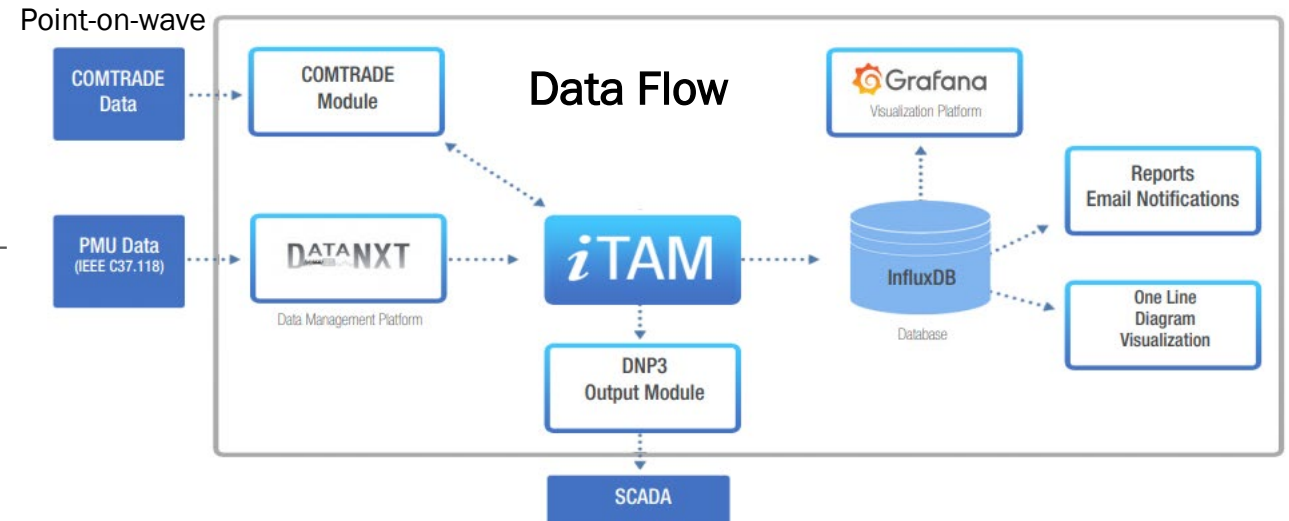 Point-on-wave
COMTRADE
Data
COMTRADE
Module
Data Flow
Grafana
Visualization Platform
Reports
Email Notifications
PMU Data
(IEEE C37.118)
DATANXT
Data Management Platform
iTAM
InfluxDB
Database
One Line
Diagram
Visualization
DNP3
Output Module
SCADA